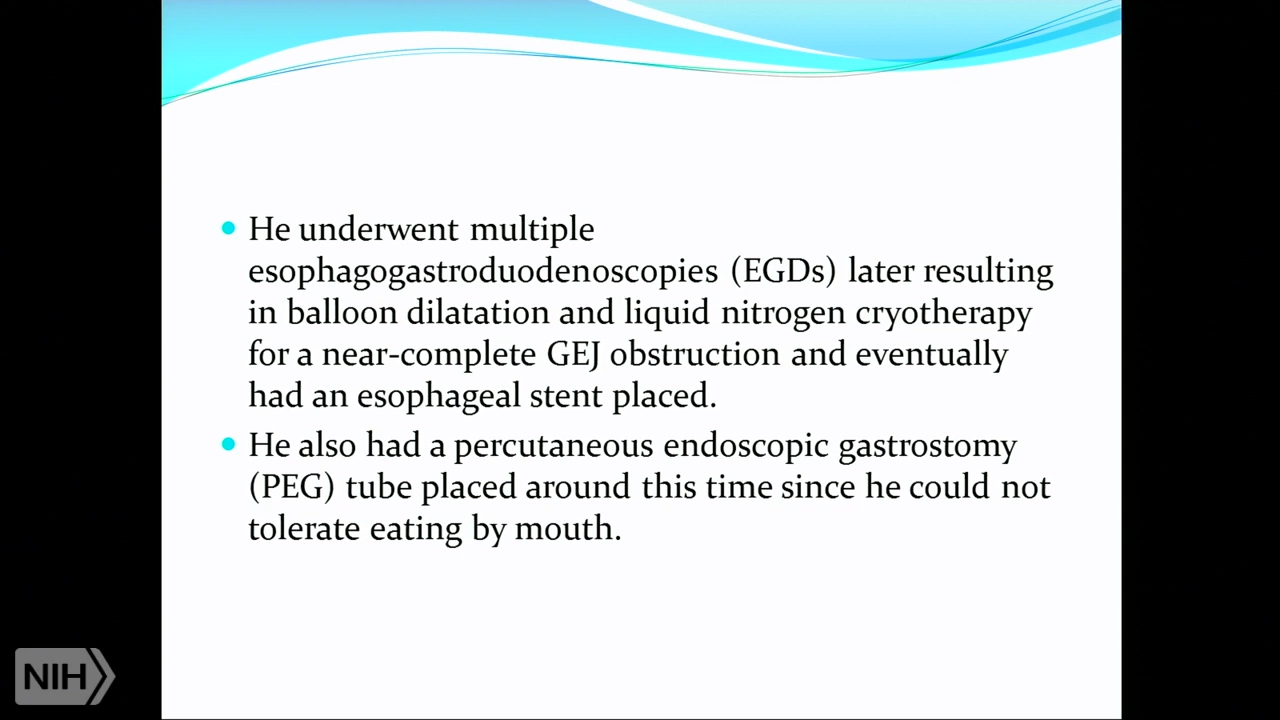 He underwent multiple
esophagogastroduodenoscopies (EGDs) later resulting
in balloon dilatation and liquid nitrogen cryotherapy
for a near-complete GEJ obstruction and eventually
had an esophageal stent placed.
He also had a percutaneous endoscopic gastrostomy
(PEG) tube placed around this time since he could not
tolerate eating by mouth.
NIH